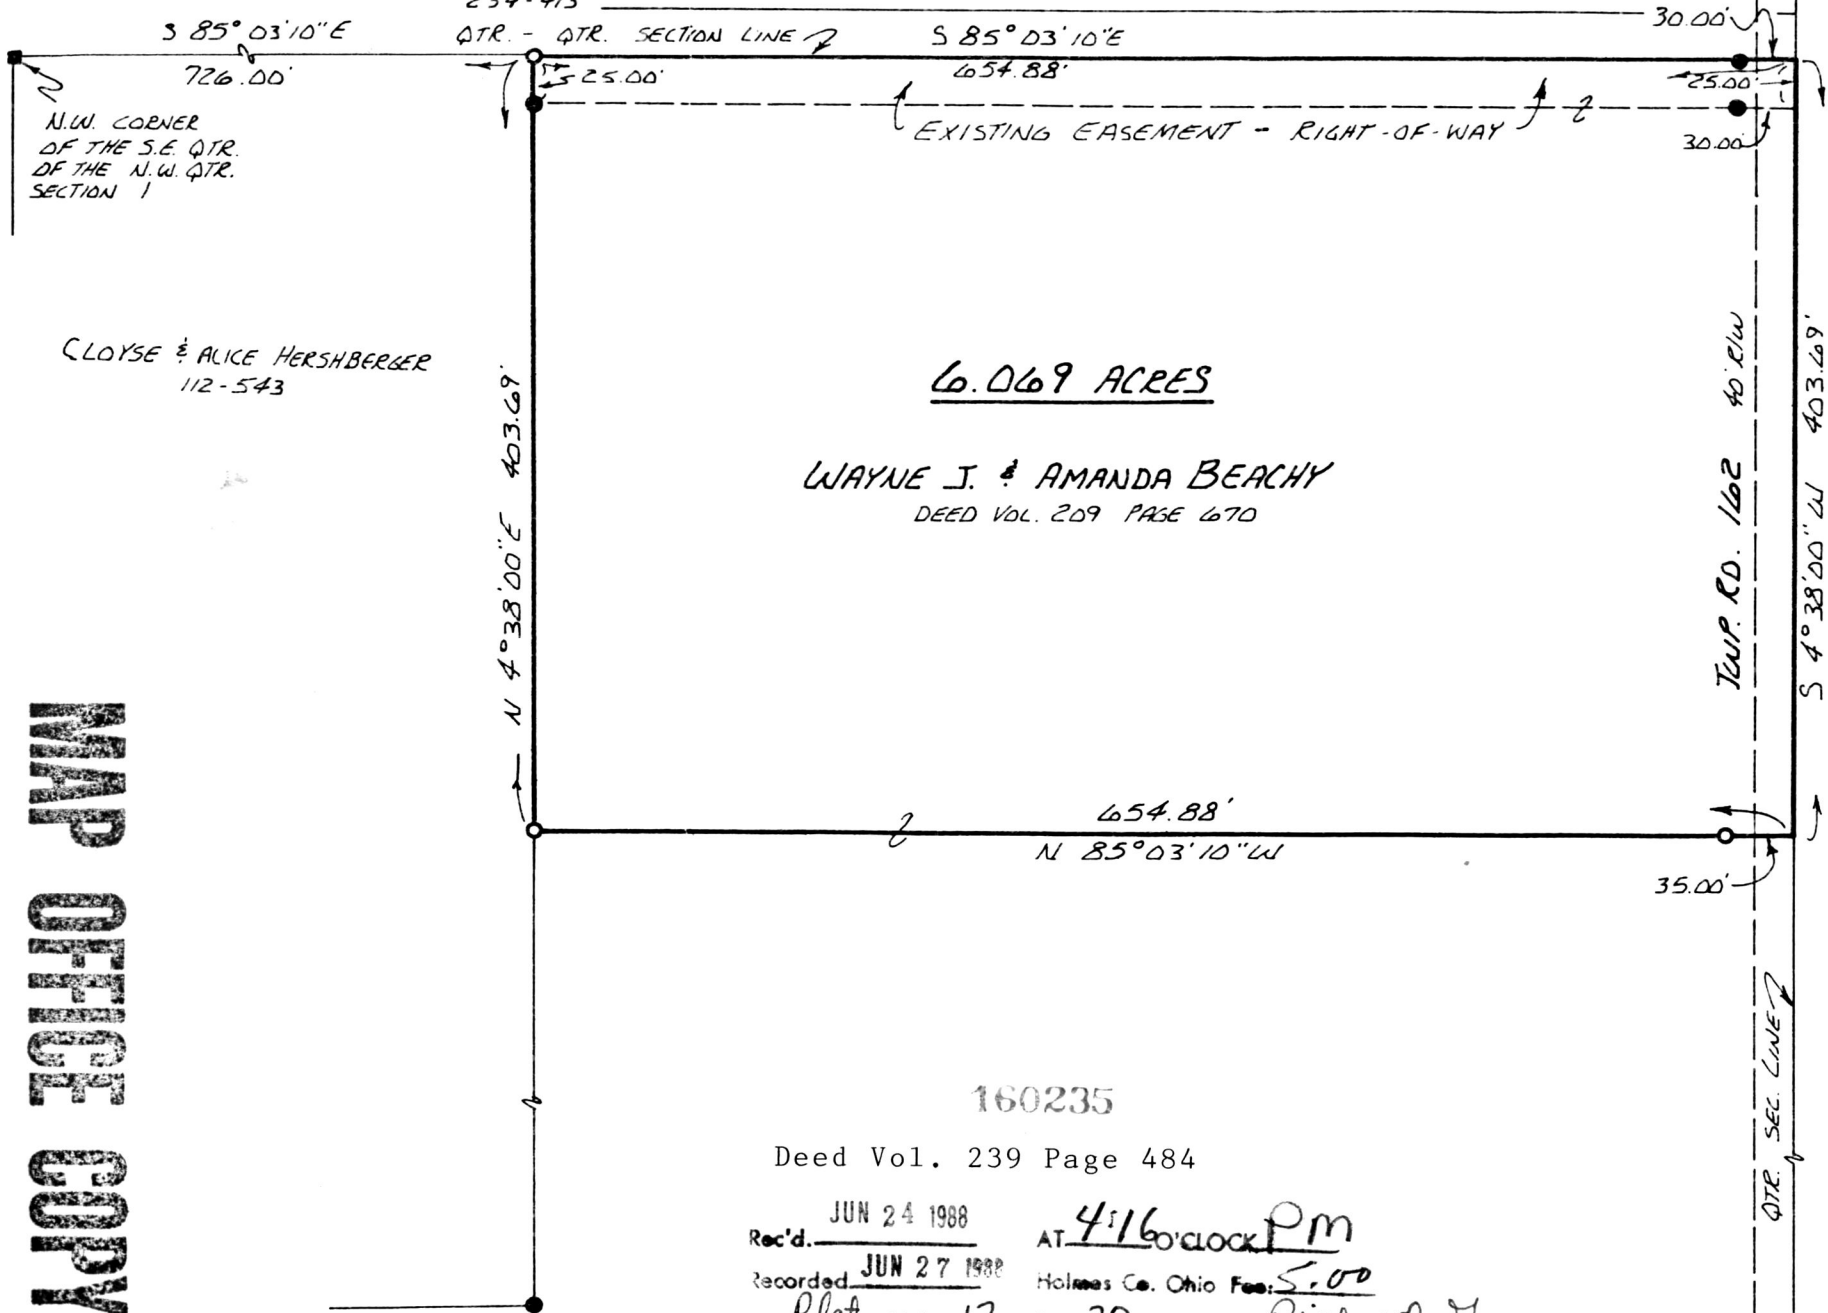 S 85° 03' 10" E
QTR. - QTR. SECTION LINE
S 85° 03' 10" E
30.00'
726.00'
25.00'
654.88'
25.00'
N.W. CORNER
OF THE S.E. QTR.
OF THE N.W. QTR.
SECTION 1
EXISTING EASEMENT - RIGHT-OF-WAY
30.00'
CLOYSE & ALICE HERSHBERGER
112-543
N 4° 38' 00" E 403.69'
6.069 ACRES
WAYNE J. & AMANDA BEACHY
DEED VOL. 209 PAGE 670
TWP. RD. 162 40' R/W
S 4° 38' 00" W 403.69'
654.88'
N 85° 03' 10" W
35.00'
QTR. SEC. LINE
MAP OFFICE COPY
160235
Deed Vol. 239 Page 484
Rec'd. JUN 24 1988 AT 4:16 O'CLOCK PM
Recorded JUN 27 1988 Holmes Co. Ohio Fee: 5.00